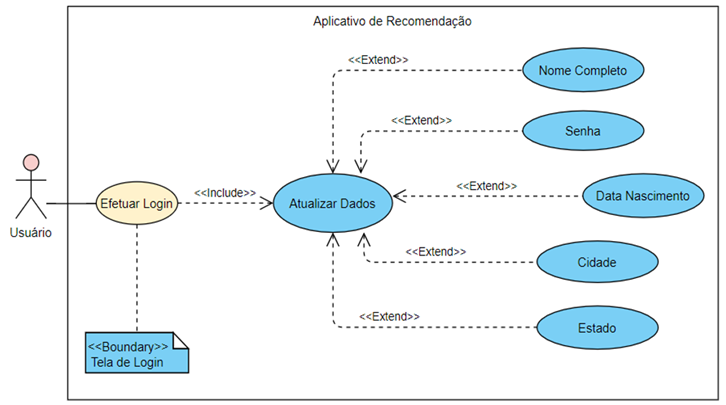 Aplicativo de Recomendação
<<Extend>>
Nome Completo
<<Extend>>
Senha
<<Extend>>
Data Nascimento
<<Include>>
Efetuar Login
Atualizar Dados
Usuário
<<Extend>>
Cidade
<<Extend>>
Estado
<<Boundary>>
Tela de Login